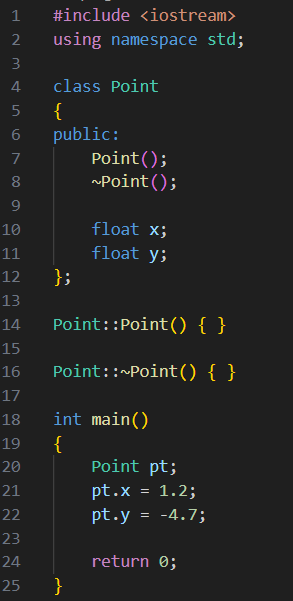 1 #include <iostream>
2 using namespace std;
3
4 class Point
5 {
6 public:
7     Point();
8     ~Point();
9
10     float x;
11     float y;
12 };
13
14 Point::Point() { }
15
16 Point::~Point() { }
17
18 int main()
19 {
20     Point pt;
21     pt.x = 1.2;
22     pt.y = -4.7;
23
24     return 0;
25 }